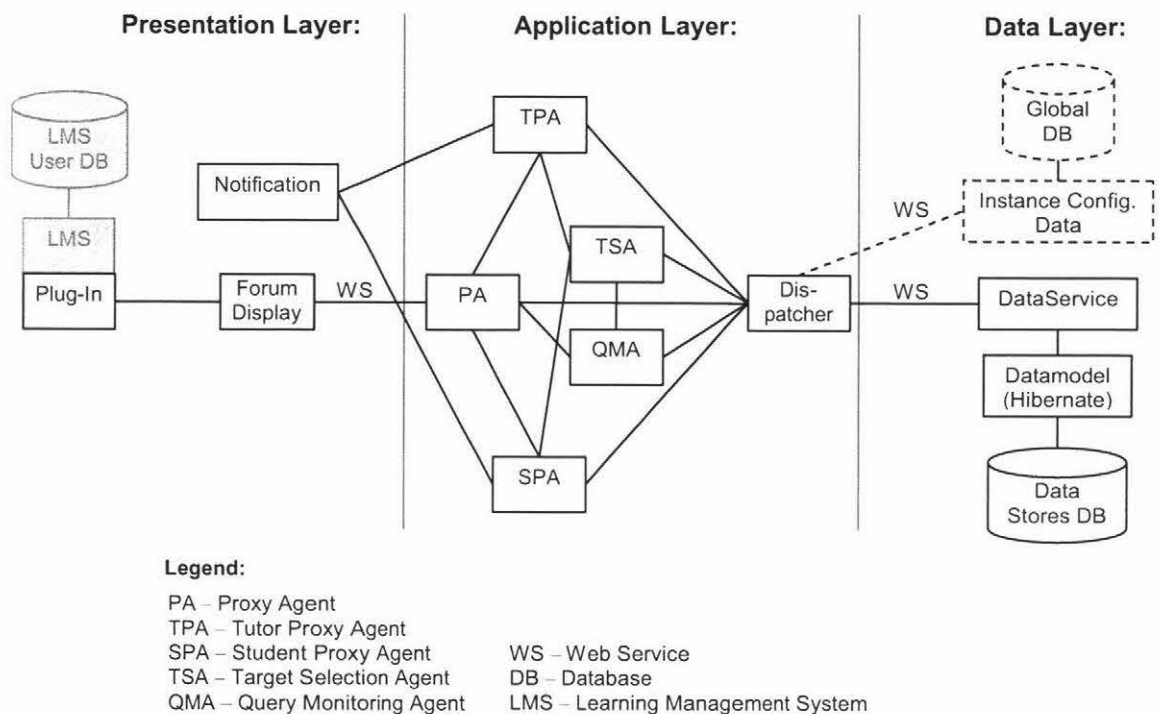 Presentation Layer:
Application Layer:
Data Layer:
LMS
User DB
LMS
Plug-In
Notification
Forum
Display
WS
TPA
PA
TSA
QMA
SPA
Dis-
patcher
WS
WS
Global
DB
Instance Config.
Data
DataService
Datamodel
(Hibernate)
Data
Stores DB
Legend:
PA – Proxy Agent
TPA – Tutor Proxy Agent
SPA – Student Proxy Agent
TSA – Target Selection Agent
QMA – Query Monitoring Agent
WS – Web Service
DB – Database
LMS – Learning Management System